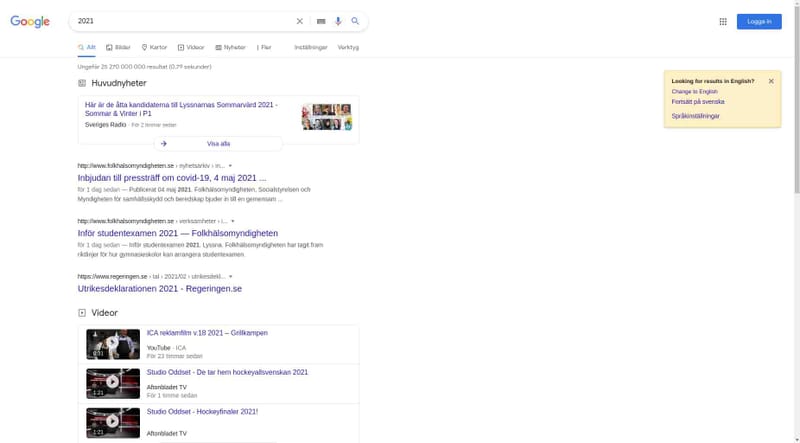 Google
2021
Logga in
Allt
Bilder
Kartor
Videor
Nyheter
Fler
Inställningar
Verktyg
Ungefär 25 270 000 000 resultat (0,79 sekunder)
Looking for results in English?
Change to English
Fortsätt på svenska
Språkinställningar
Huvudnyheter
Här är de åtta kandidaterna till Lyssnarnas Sommarvärd 2021 -
Sommar & Vinter i P1
Sveriges Radio · För 2 timmar sedan
Visa alla
http://www.folkhalsomyndigheten.se › nyhetsarkiv › in...
Inbjudan till pressträff om covid-19, 4 maj 2021 ...
för 1 dag sedan — Publicerat 04 maj 2021. Folkhälsomyndigheten, Socialstyrelsen och
Myndigheten för samhällsskydd och beredskap bjuder in till en gemensam ...
http://www.folkhalsomyndigheten.se › verksamheter › i...
Inför studentexamen 2021 — Folkhälsomyndigheten
för 1 dag sedan — Inför studentexamen 2021. Lyssna. Folkhälsomyndigheten har tagit fram
riktlinjer för hur gymnasieskolor kan arrangera studentexamen.
https://www.regeringen.se › tal › 2021/02 › utrikesdekl...
Utrikesdeklarationen 2021 - Regeringen.se
Videor
ICA reklamfilm v.18 2021 – Grillkampen
YouTube · ICA
För 23 timmar sedan
0:31
Studio Oddset - De tar hem hockeyallsvenskan 2021
Aftonbladet TV
För 1 timme sedan
1:21
Studio Oddset - Hockeyfinaler 2021!
Aftonbladet TV
1:21